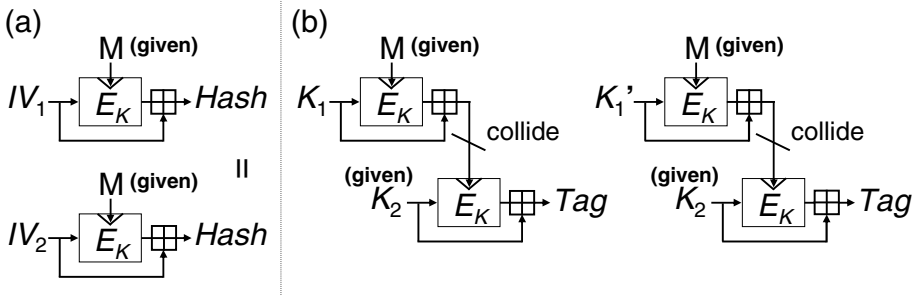 (a)
M (given)
IV₁ E_K Hash
=
M (given)
IV₂ E_K Hash
(b)
M (given)
K₁ E_K
collide
(given)
K₂ E_K Tag
M (given)
K₁' E_K
collide
(given)
K₂ E_K Tag